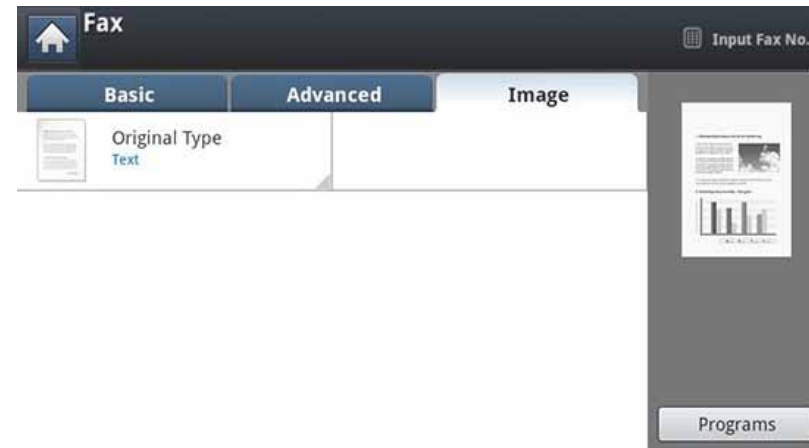 Fax
Input Fax No.
Basic
Advanced
Image
Original Type
Text
Programs